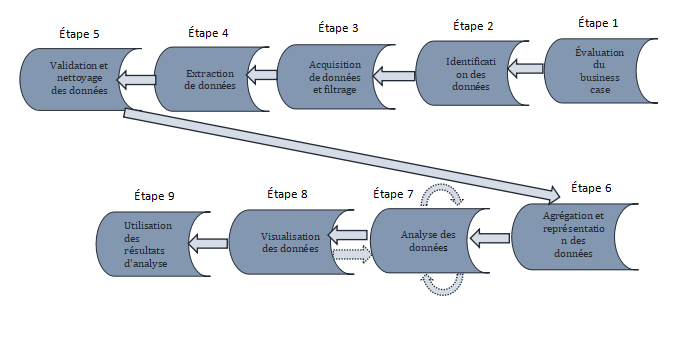 Étape 1
Évaluation
du
business
case
Étape 2
Identificati
on des
données
Étape 3
Acquisition
de données
et filtrage
Étape 4
Extraction
de données
Étape 5
Validation et
nettoyage
des données
Étape 6
Agrégation et
représentatio
n des
données
Étape 7
Analyse des
données
Étape 8
Visualisation
des données
Étape 9
Utilisation
des
résultats
d'analyse